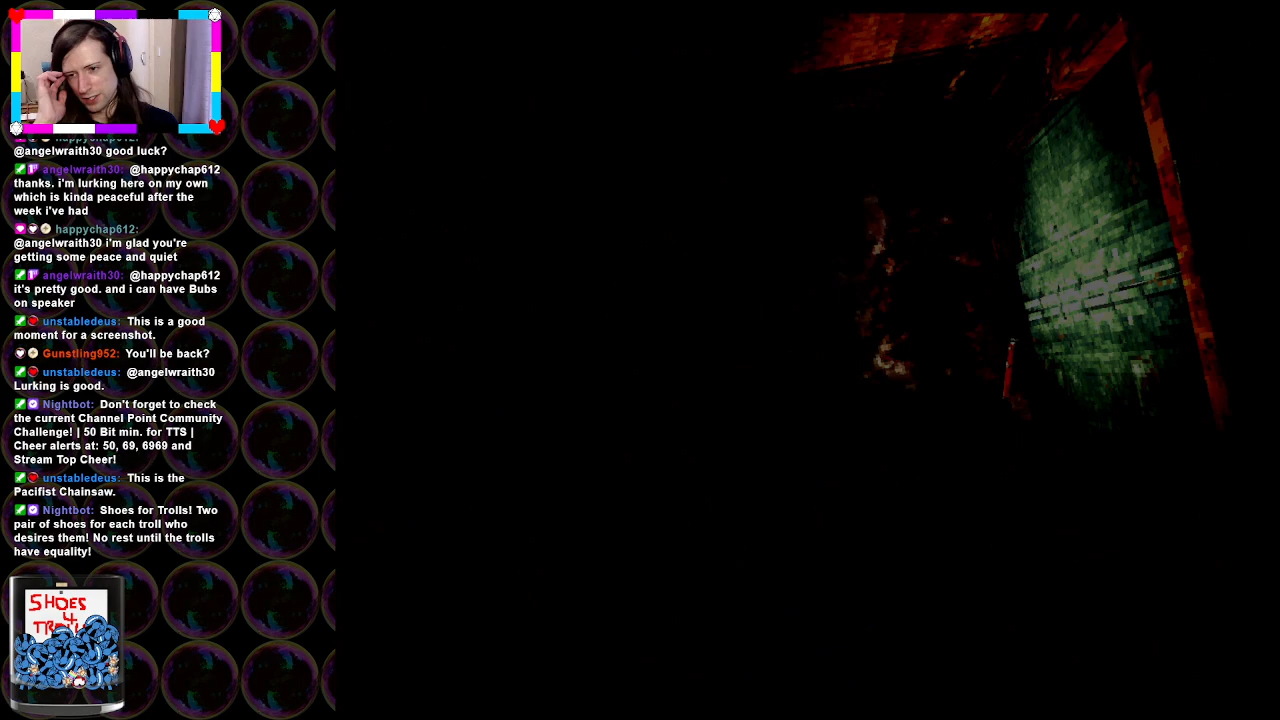 happychap612:
@angelwraith30 good luck?
angelwraith30: @happychap612
thanks. i'm lurking here on my own
which is kinda peaceful after the
week i've had
happychap612:
@angelwraith30 i'm glad you're
getting some peace and quiet
angelwraith30: @happychap612
it's pretty good. and i can have Bubs
on speaker
unstabledeus: This is a good
moment for a screenshot.
Gunstling952: You'll be back?
unstabledeus: @angelwraith30
Lurking is good.
Nightbot: Don't forget to check
the current Channel Point Community
Challenge! | 50 Bit min. for TTS |
Cheer alerts at: 50, 69, 6969 and
Stream Top Cheer!
unstabledeus: This is the
Pacifist Chainsaw.
Nightbot: Shoes for Trolls! Two
pair of shoes for each troll who
desires them! No rest until the trolls
have equality!
SHOES
4